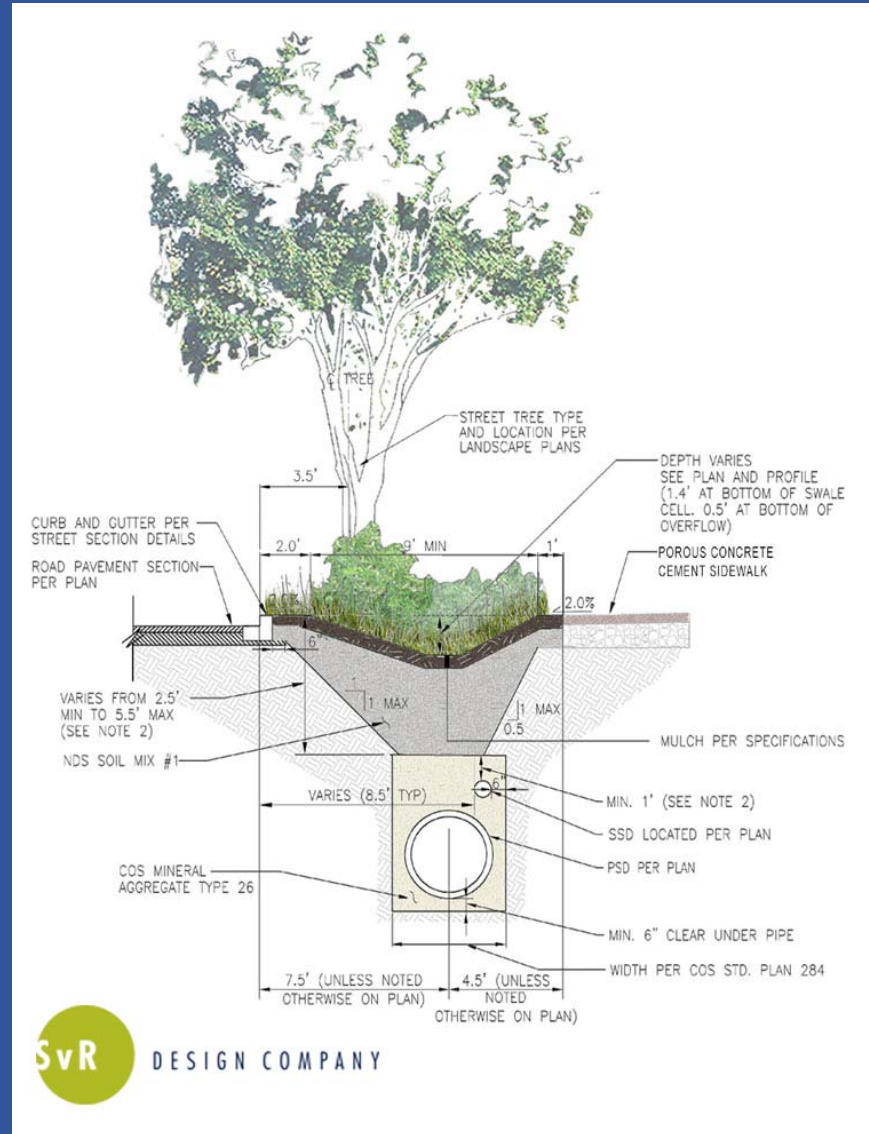 ℄ TREE
STREET TREE TYPE
AND LOCATION PER
LANDSCAPE PLANS
3.5'
DEPTH VARIES
SEE PLAN AND PROFILE
(1.4' AT BOTTOM OF SWALE
CELL. 0.5' AT BOTTOM OF
OVERFLOW)
CURB AND GUTTER PER
STREET SECTION DETAILS
2.0'
9' MIN
1'
POROUS CONCRETE
CEMENT SIDEWALK
ROAD PAVEMENT SECTION
PER PLAN
2.0%
6"
1
1 MAX
1 MAX
0.5
VARIES FROM 2.5'
MIN TO 5.5' MAX
(SEE NOTE 2)
MULCH PER SPECIFICATIONS
NDS SOIL MIX #1
6"
VARIES (8.5' TYP)
MIN. 1' (SEE NOTE 2)
SSD LOCATED PER PLAN
PSD PER PLAN
COS MINERAL
AGGREGATE TYPE 26
MIN. 6" CLEAR UNDER PIPE
WIDTH PER COS STD. PLAN 284
7.5' (UNLESS NOTED
OTHERWISE ON PLAN)
4.5' (UNLESS
NOTED
OTHERWISE ON PLAN)
SvR
DESIGN COMPANY